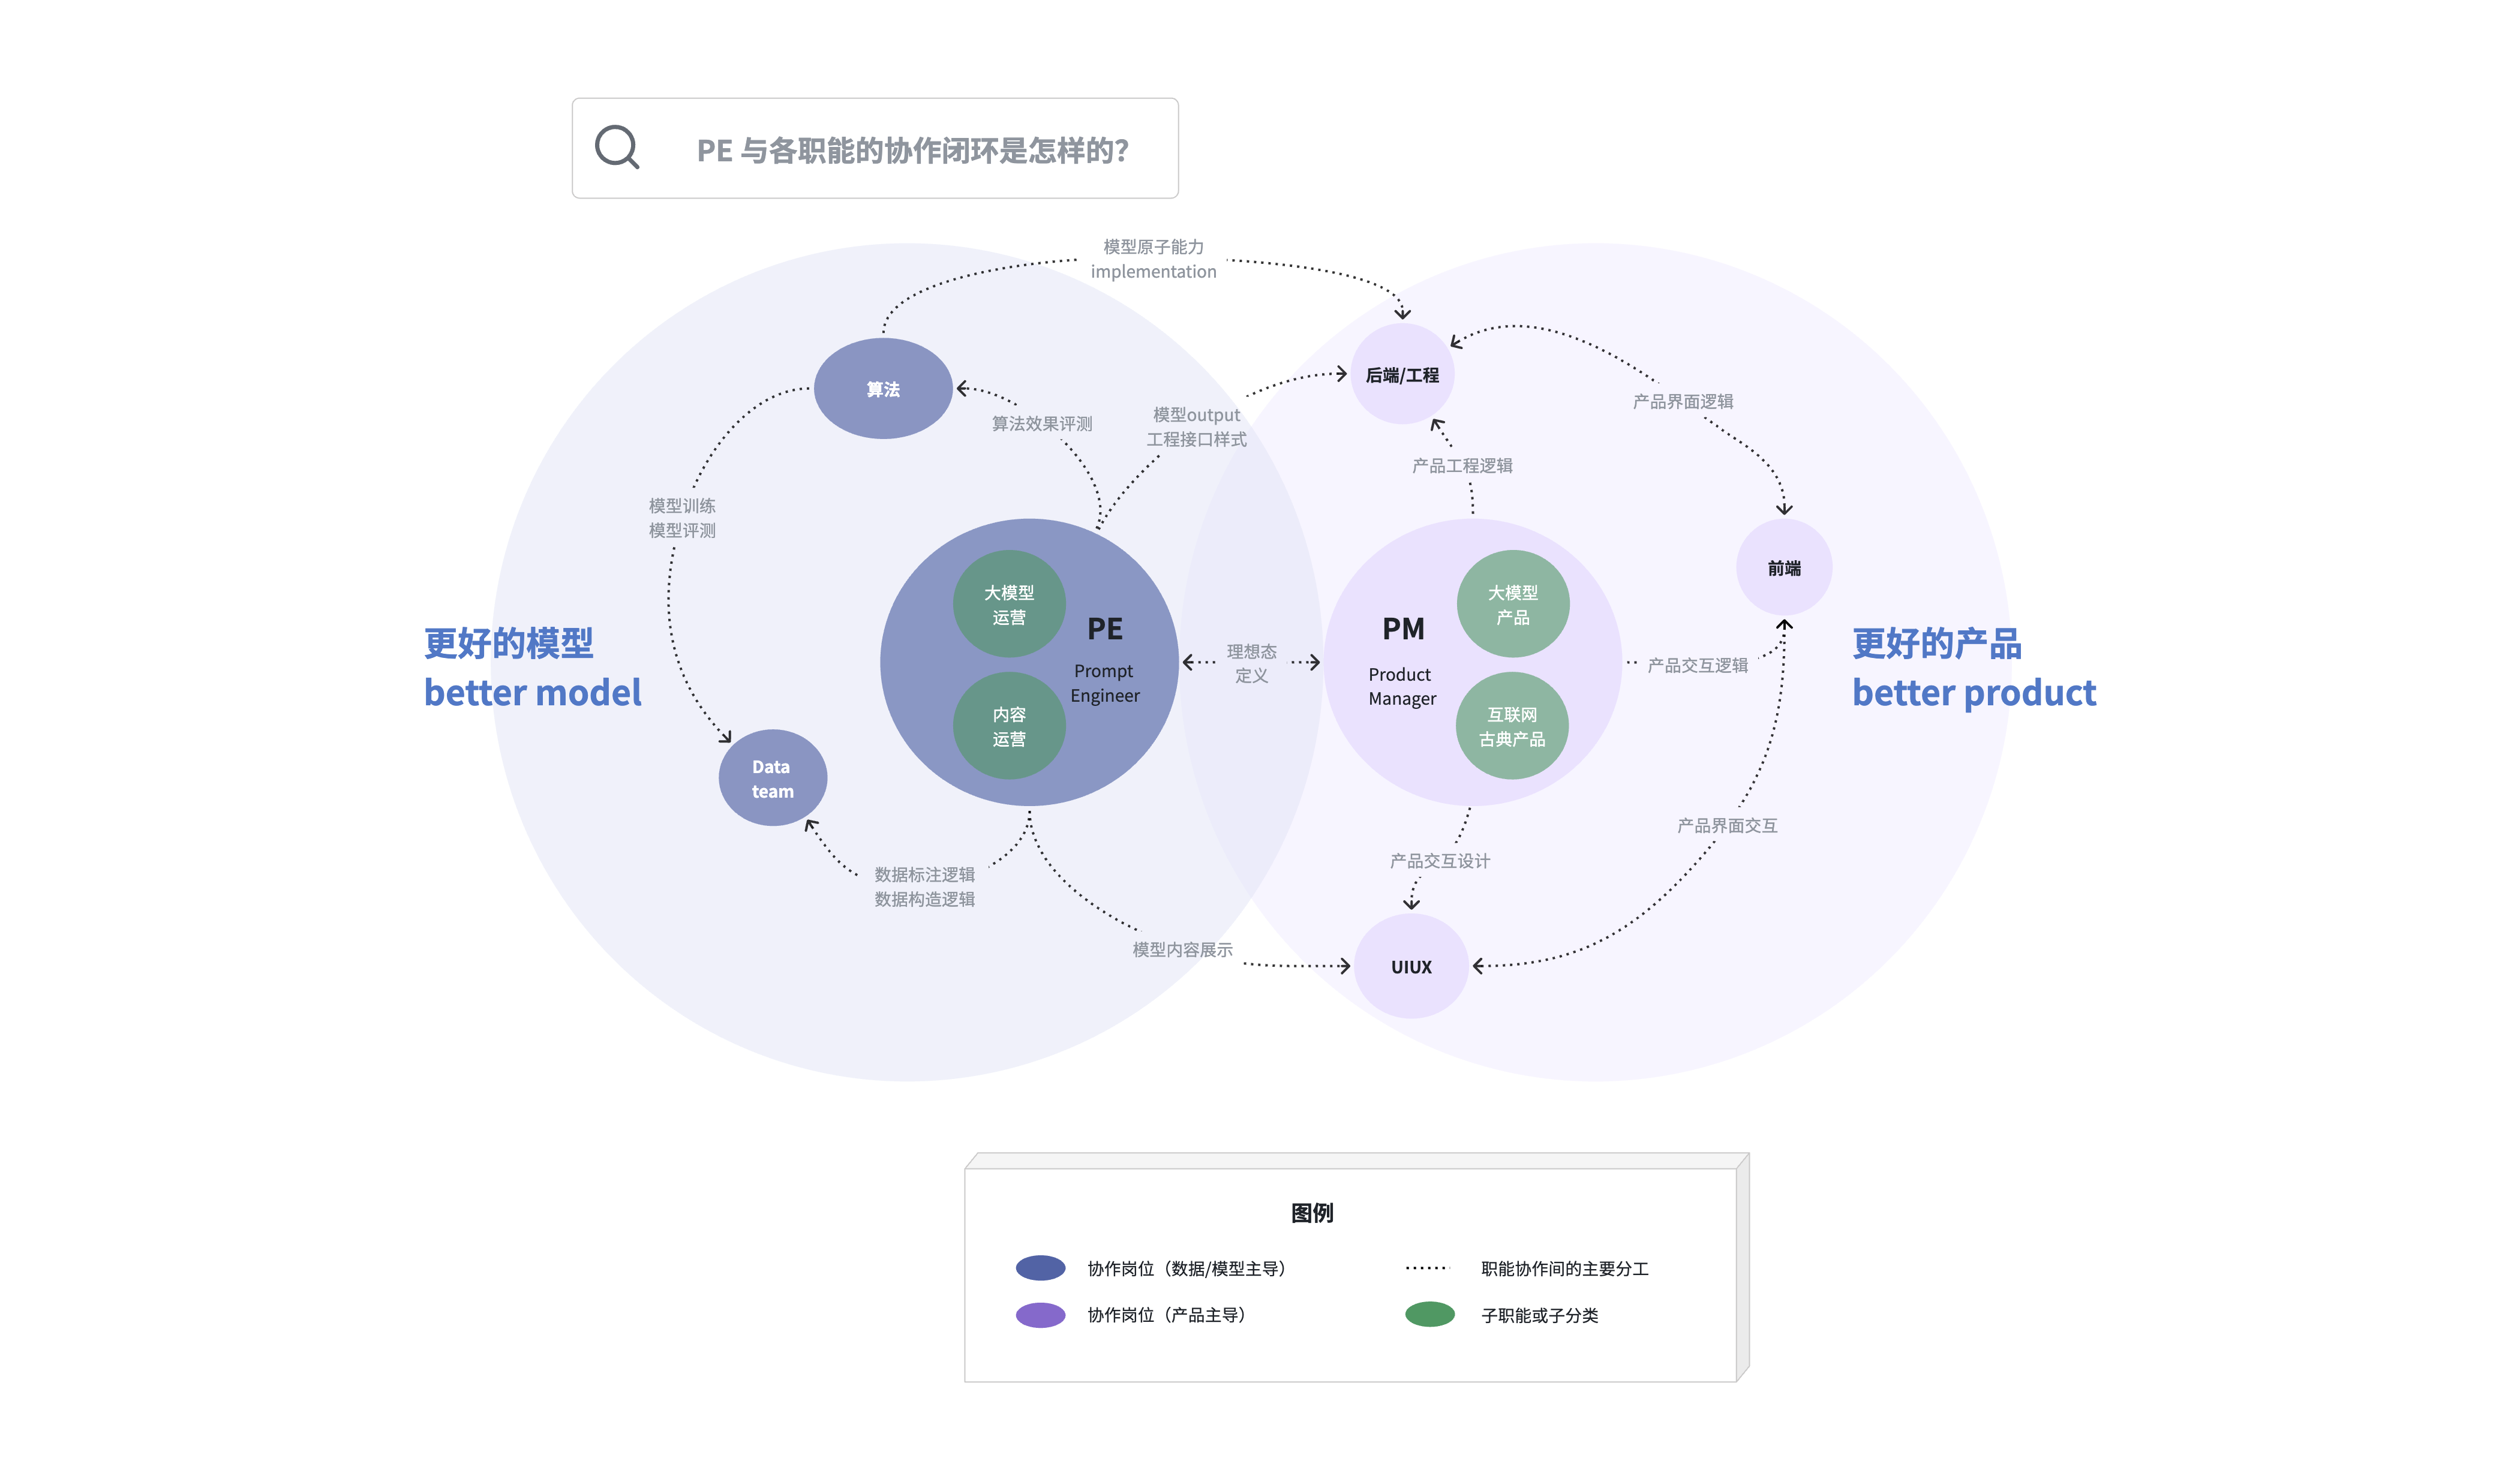 PE 与各职能的协作闭环是怎样的?
模型原子能力
implementation
后端/工程
算法
产品界面逻辑
算法效果评测
模型output
工程接口样式
产品工程逻辑
模型训练
模型评测
前端
大模型
运营
PE
Prompt
Engineer
内容
运营
理想态
定义
PM
Product
Manager
大模型
产品
互联网
古典产品
产品交互逻辑
更好的模型
better model
更好的产品
better product
Data
team
产品界面交互
产品交互设计
数据标注逻辑
数据构造逻辑
模型内容展示
UIUX
图例
协作岗位（数据/模型主导）
职能协作间的主要分工
协作岗位（产品主导）
子职能或子分类